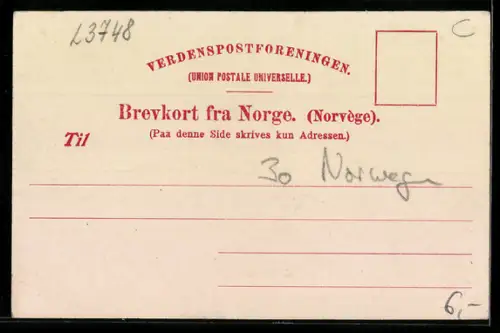 L3748
C
VERDENSPOSTFORENINGEN.
(UNION POSTALE UNIVERSELLE.)
Brevkort fra Norge. (Norvège).
(Paa denne Side skrives kun Adressen.)
Til
30 Norwegen
6,-